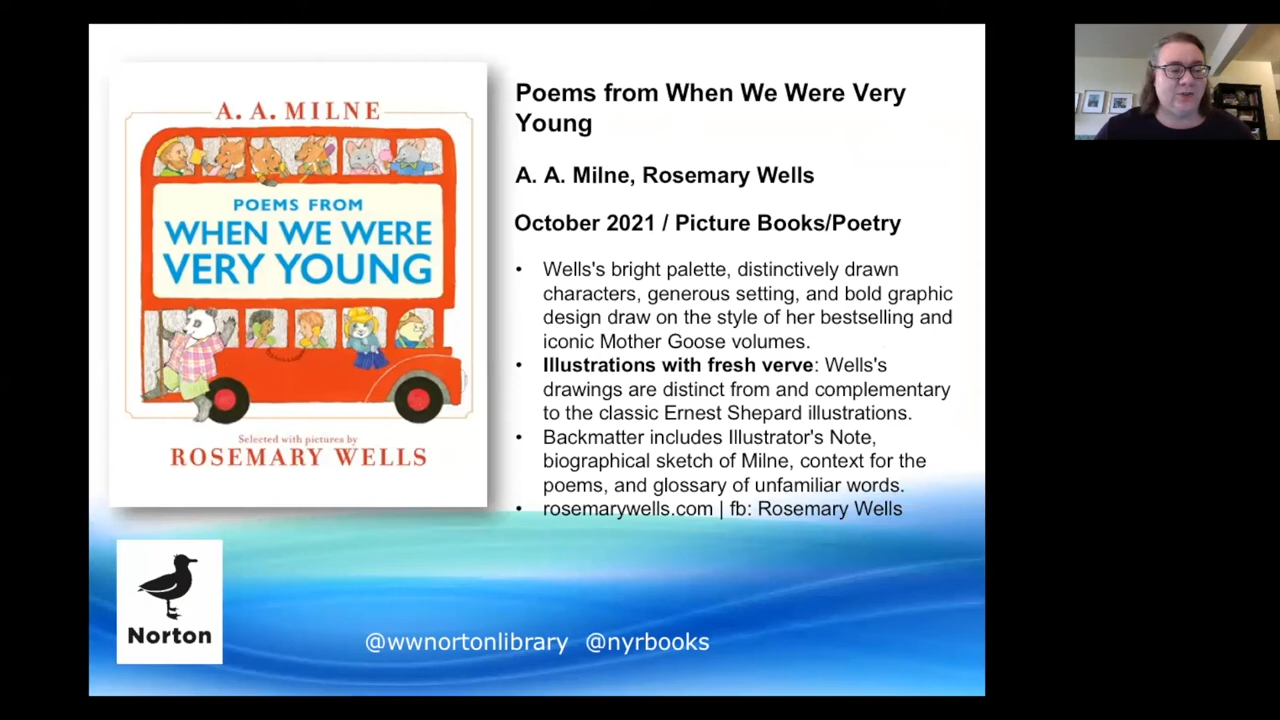 A. A. MILNE
POEMS FROM
WHEN WE WERE
VERY YOUNG
Selected with pictures by
ROSEMARY WELLS
Poems from When We Were Very
Young
A. A. Milne, Rosemary Wells
October 2021 / Picture Books/Poetry
• Wells's bright palette, distinctively drawn
characters, generous setting, and bold graphic
design draw on the style of her bestselling and
iconic Mother Goose volumes.
• Illustrations with fresh verve: Wells's
drawings are distinct from and complementary
to the classic Ernest Shepard illustrations.
• Backmatter includes Illustrator's Note,
biographical sketch of Milne, context for the
poems, and glossary of unfamiliar words.
• rosemarywells.com | fb: Rosemary Wells
Norton
@wwnortonlibrary @nyrbooks